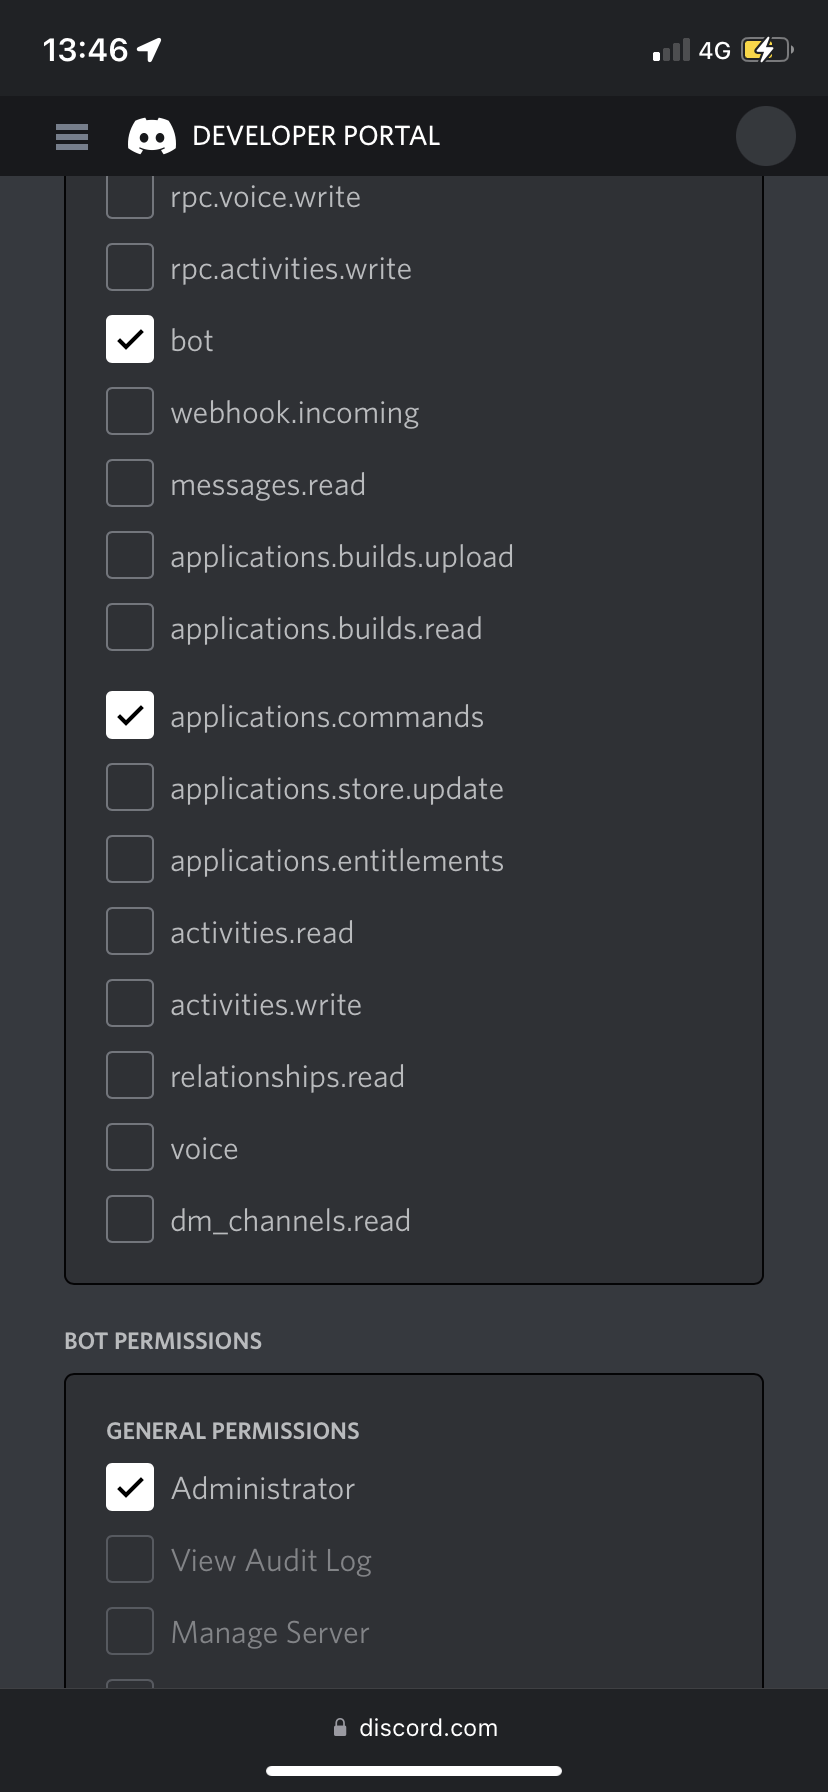 13:46
4G
DEVELOPER PORTAL
rpc.voice.write
rpc.activities.write
bot
webhook.incoming
messages.read
applications.builds.upload
applications.builds.read
applications.commands
applications.store.update
applications.entitlements
activities.read
activities.write
relationships.read
voice
dm_channels.read
BOT PERMISSIONS
GENERAL PERMISSIONS
Administrator
View Audit Log
Manage Server
discord.com